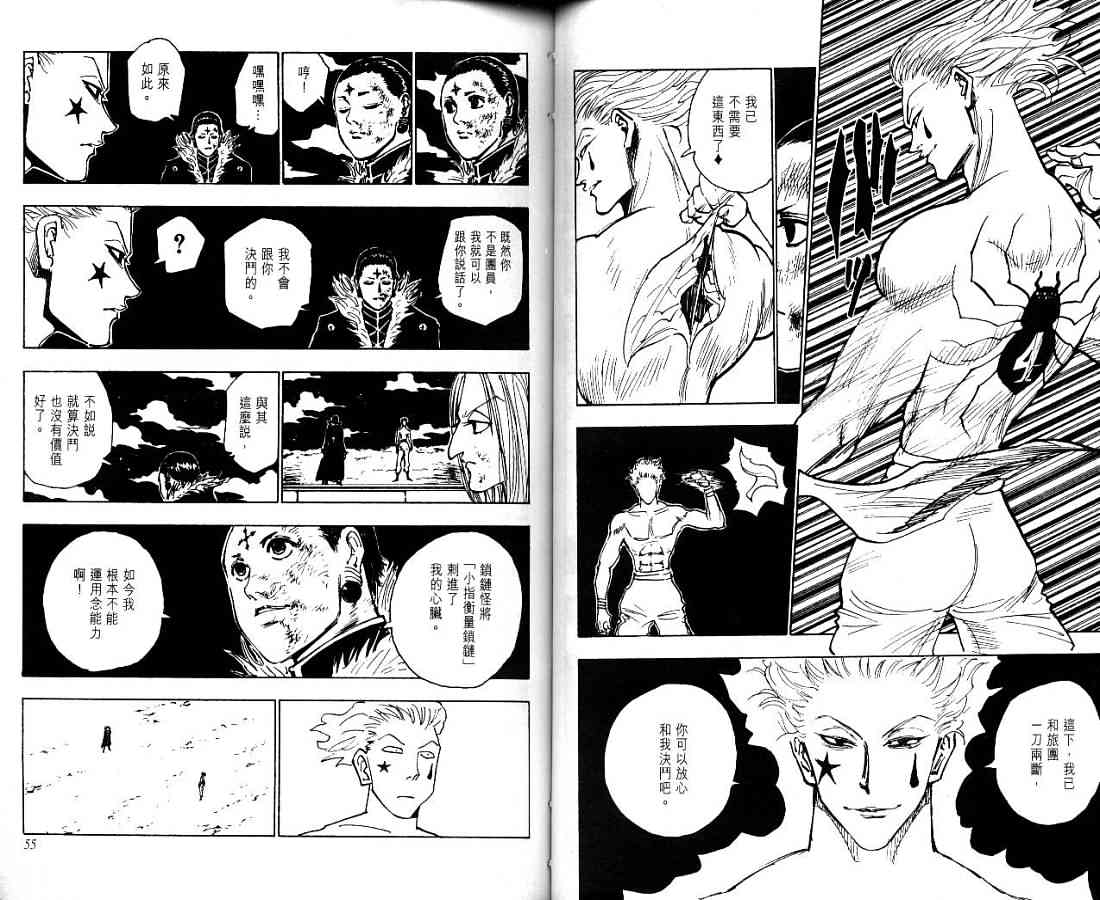 我已
不需要
這東西了♦
4
這下，我已
和旅團
一刀兩斷，
你可以放心
和我決鬥吧。
哼！
嘿嘿嘿…
原來
如此。
既然你
不是團員，
我就可以
跟你說話了。
我不會
跟你
決鬥的。
？
與其
這麼說，
不如說
就算決鬥
也沒有價值
好了。
鎖鏈怪將
「小指衡量鎖鏈」
刺進了
我的心臟。
如今我
根本不能
運用念能力
啊！
55